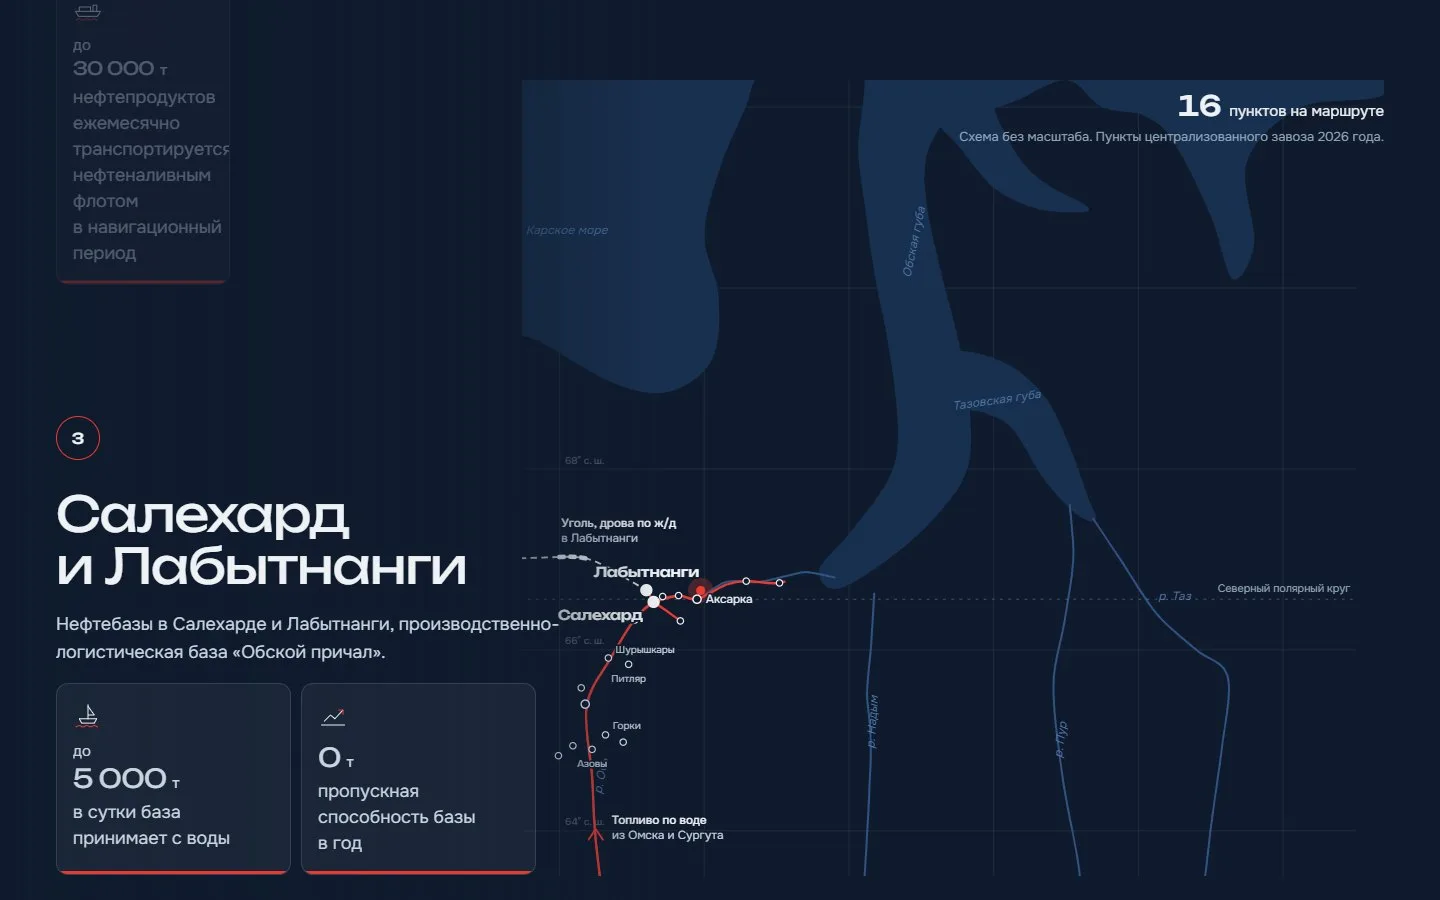 до
30 000 т
нефтепродуктов
ежемесячно
транспортируется
нефтеналивным
флотом
в навигационный
период
3
Салехард
и Лабытнанги
Нефтебазы в Салехарде и Лабытнанги, производственно-
логистическая база «Обской причал».
до
5 000 т
в сутки база
принимает с воды
0 т
пропускная
способность базы
в год
16 пунктов на маршруте
Схема без масштаба. Пункты централизованного завоза 2026 года.
Карское море
Обская губа
Тазовская губа
68° с. ш.
Уголь, дрова по ж/д
в Лабытнанги
Лабытнанги
Аксарка
Салехард
Северный полярный круг
р. Таз
66° с. ш.
Шурышкары
Питляр
Горки
Азовы
р. Надым
р. Пур
64° с. ш.
Топливо по воде
из Омска и Сургута